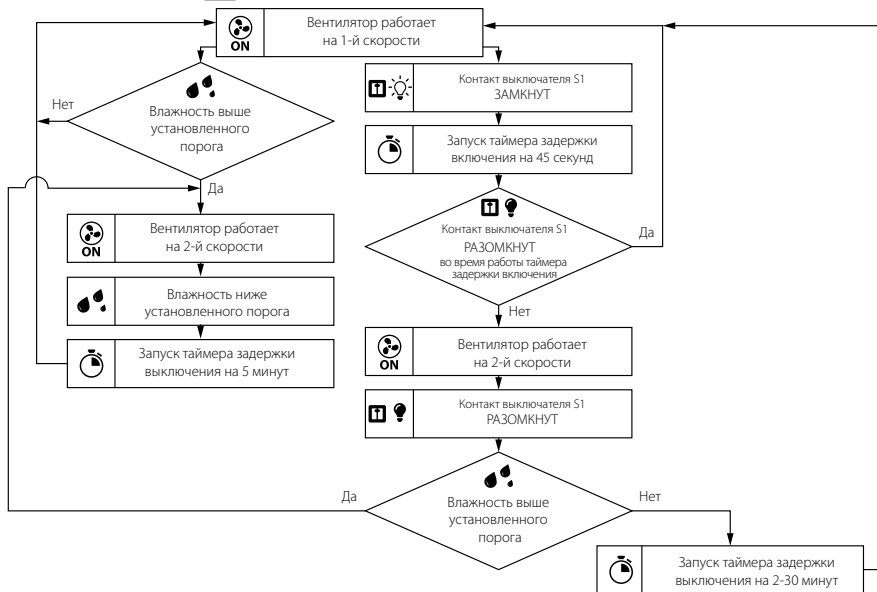 ON
Вентилятор работает
на 1-й скорости
Нет
Влажность выше
установленного
порога
Да
ON
Вентилятор работает
на 2-й скорости
Влажность ниже
установленного порога
Запуск таймера задержки
выключения на 5 минут
Контакт выключателя S1
ЗАМКНУТ
Запуск таймера задержки
включения на 45 секунд
Контакт выключателя S1
РАЗОМКНУТ
во время работы таймера
задержки включения
Да
Нет
ON
Вентилятор работает
на 2-й скорости
Контакт выключателя S1
РАЗОМКНУТ
Да
Влажность выше
установленного
порога
Нет
Запуск таймера задержки
выключения на 2-30 минут